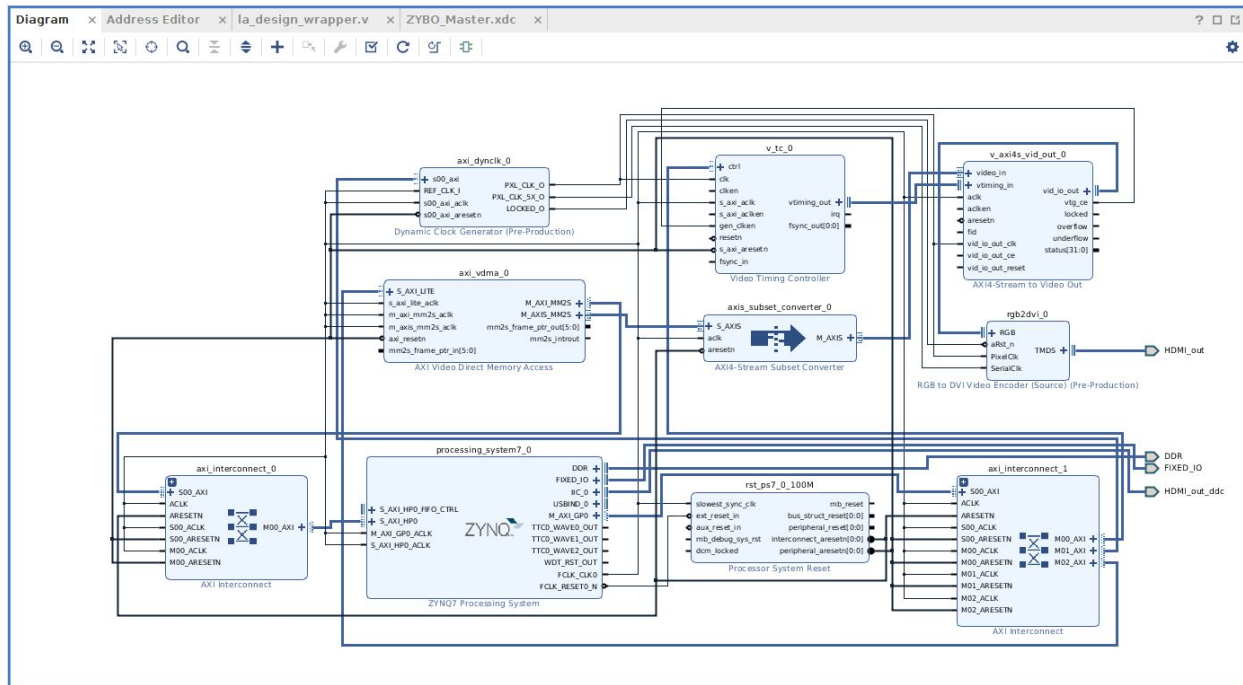 Diagram × Address Editor × la_design_wrapper.v × ZYBO_Master.xdc ×
axi_dynclk_0
s00_axi
REF_CLK_I
s00_axi_aclk
s00_axi_aresetn
PXL_CLK_O
PXL_CLK_5X_O
LOCKED_O
Dynamic Clock Generator (Pre-Production)
v_tc_0
ctrl
clk
clken
s_axi_aclk
s_axi_aclken
gen_clken
resetn
s_axi_aresetn
fsync_in
vtiming_out
irq
fsync_out[0:0]
Video Timing Controller
v_axi4s_vid_out_0
video_in
vtiming_in
aclk
aclken
aresetn
fid
vid_io_out_clk
vid_io_out_ce
vid_io_out_reset
vid_io_out
vtg_ce
locked
overflow
underflow
status[31:0]
AXI4-Stream to Video Out
axi_vdma_0
S_AXI_LITE
s_axi_lite_aclk
m_axi_mm2s_aclk
m_axis_mm2s_aclk
axi_resetn
mm2s_frame_ptr_in[5:0]
M_AXI_MM2S
M_AXIS_MM2S
mm2s_frame_ptr_out[5:0]
mm2s_introut
AXI Video Direct Memory Access
axis_subset_converter_0
S_AXIS
aclk
aresetn
M_AXIS
AXI4-Stream Subset Converter
rgb2dvi_0
RGB
aRst_n
PixelClk
SerialClk
TMDS
RGB to DVI Video Encoder (Source) (Pre-Production)
HDMI_out
axi_interconnect_0
S00_AXI
ACLK
ARESETN
S00_ACLK
S00_ARESETN
M00_ACLK
M00_ARESETN
M00_AXI
AXI Interconnect
processing_system7_0
S_AXI_HP0_FIFO_CTRL
S_AXI_HP0
M_AXI_GP0_ACLK
S_AXI_HP0_ACLK
ZYNQ
DDR
FIXED_IO
IIC_0
USBIND_0
M_AXI_GP0
TTC0_WAVE0_OUT
TTC0_WAVE1_OUT
TTC0_WAVE2_OUT
WDT_RST_OUT
FCLK_CLK0
FCLK_RESET0_N
ZYNQ7 Processing System
rst_ps7_0_100M
slowest_sync_clk
ext_reset_in
aux_reset_in
mb_debug_sys_rst
dcm_locked
mb_reset
bus_struct_reset[0:0]
peripheral_reset[0:0]
interconnect_aresetn[0:0]
peripheral_aresetn[0:0]
Processor System Reset
axi_interconnect_1
S00_AXI
ACLK
ARESETN
S00_ACLK
S00_ARESETN
M00_ACLK
M00_ARESETN
M01_ACLK
M01_ARESETN
M02_ACLK
M02_ARESETN
M00_AXI
M01_AXI
M02_AXI
AXI Interconnect
DDR
FIXED_IO
HDMI_out_ddc